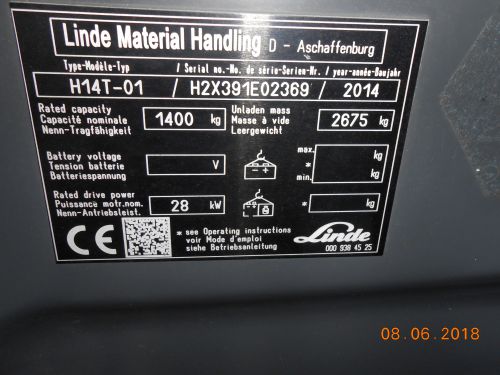 Linde Material Handling D - Aschaffenburg
Type-Modèle-Typ / Serial no.-No. de série-Serien-Nr. / year-année-Baujahr
H14T-01 / H2X391E02369 / 2014
Rated capacity
Capacité nominale
Nenn-Tragfähigkeit
1400 kg
Unladen mass
Masse à vide
Leergewicht
2675 kg
Battery voltage
Tension batterie
Batteriespannung
V
- +
max.
*
min.
kg
kg
Rated drive power
Puissance motr.nom.
Nenn-Antriebsleist.
28 kW
+
* kg
CE
* see Operating instructions
voir Mode d'emploi
siehe Betriebsanleitung
Linde
000 938 45 25
08.06.2018